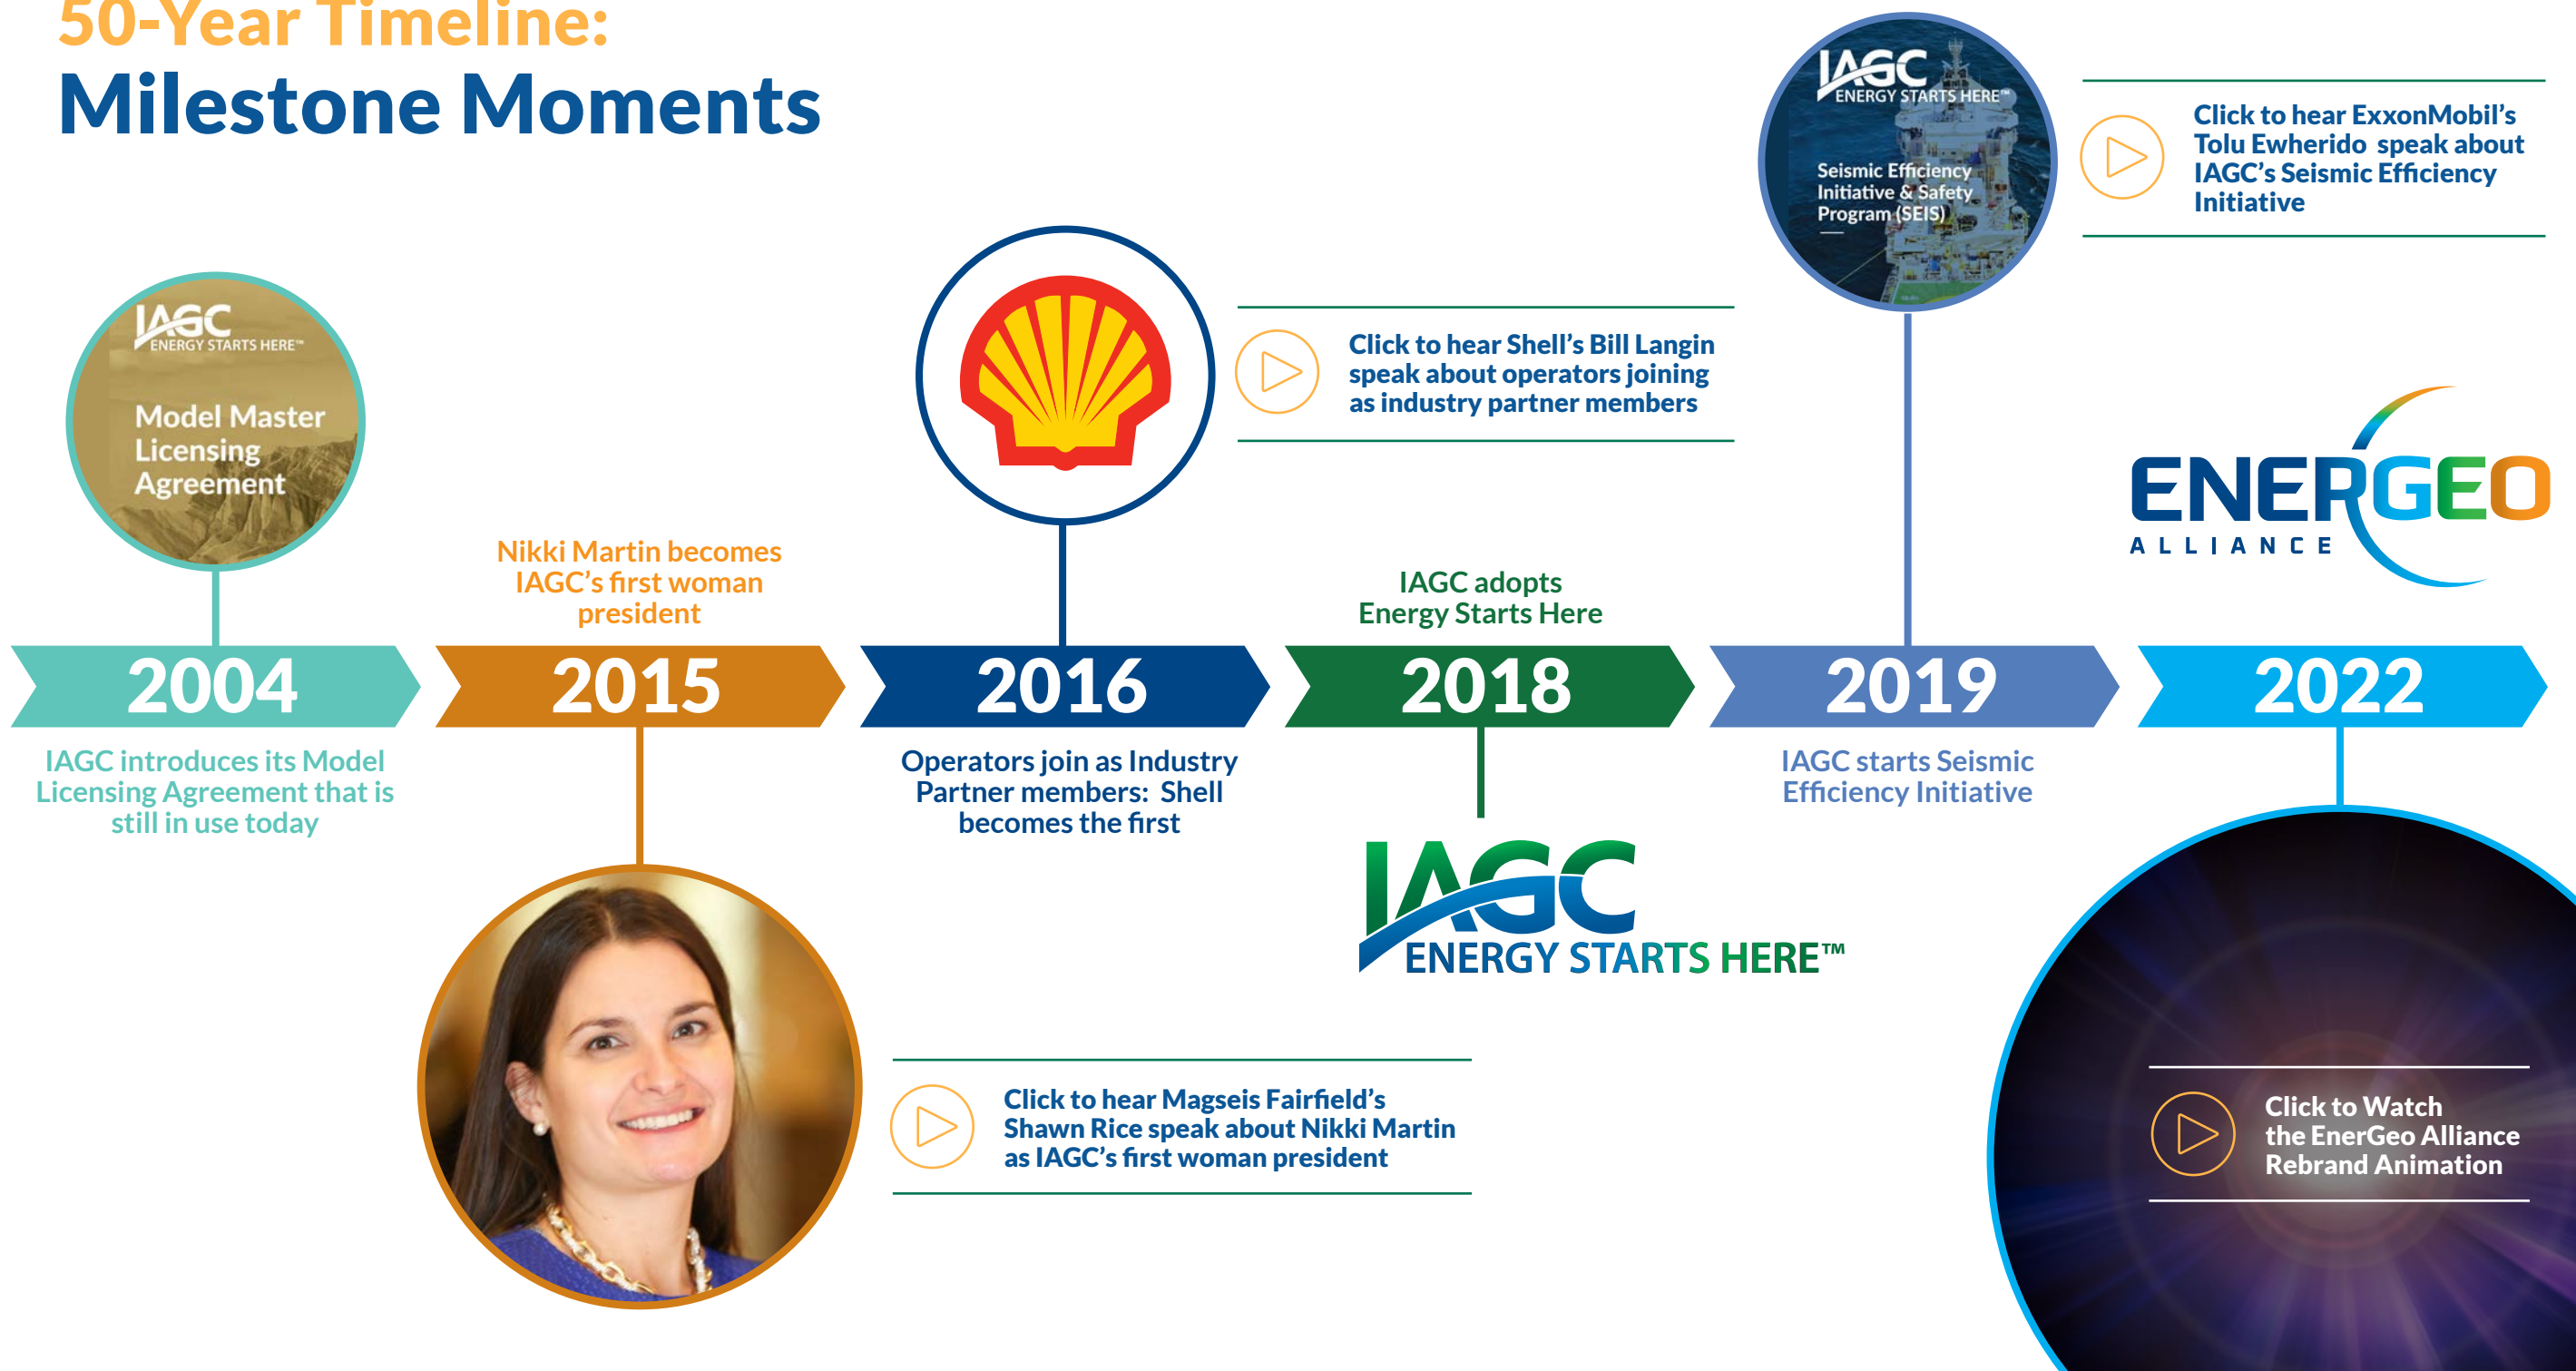 50-Year Timeline:
Milestone Moments
IAGC
ENERGY STARTS HERE™
Model Master
Licensing
Agreement
2004
IAGC introduces its Model
Licensing Agreement that is
still in use today
Nikki Martin becomes
IAGC's first woman
president
2015
Click to hear Magseis Fairfield's
Shawn Rice speak about Nikki Martin
as IAGC's first woman president
Click to hear Shell's Bill Langin
speak about operators joining
as industry partner members
2016
Operators join as Industry
Partner members: Shell
becomes the first
IAGC adopts
Energy Starts Here
2018
IAGC
ENERGY STARTS HERE™
IAGC
ENERGY STARTS HERE™
Seismic Efficiency
Initiative & Safety
Program (SEIS)
Click to hear ExxonMobil's
Tolu Ewherido speak about
IAGC's Seismic Efficiency
Initiative
2019
IAGC starts Seismic
Efficiency Initiative
ENERGEO
ALLIANCE
2022
Click to Watch
the EnerGeo Alliance
Rebrand Animation